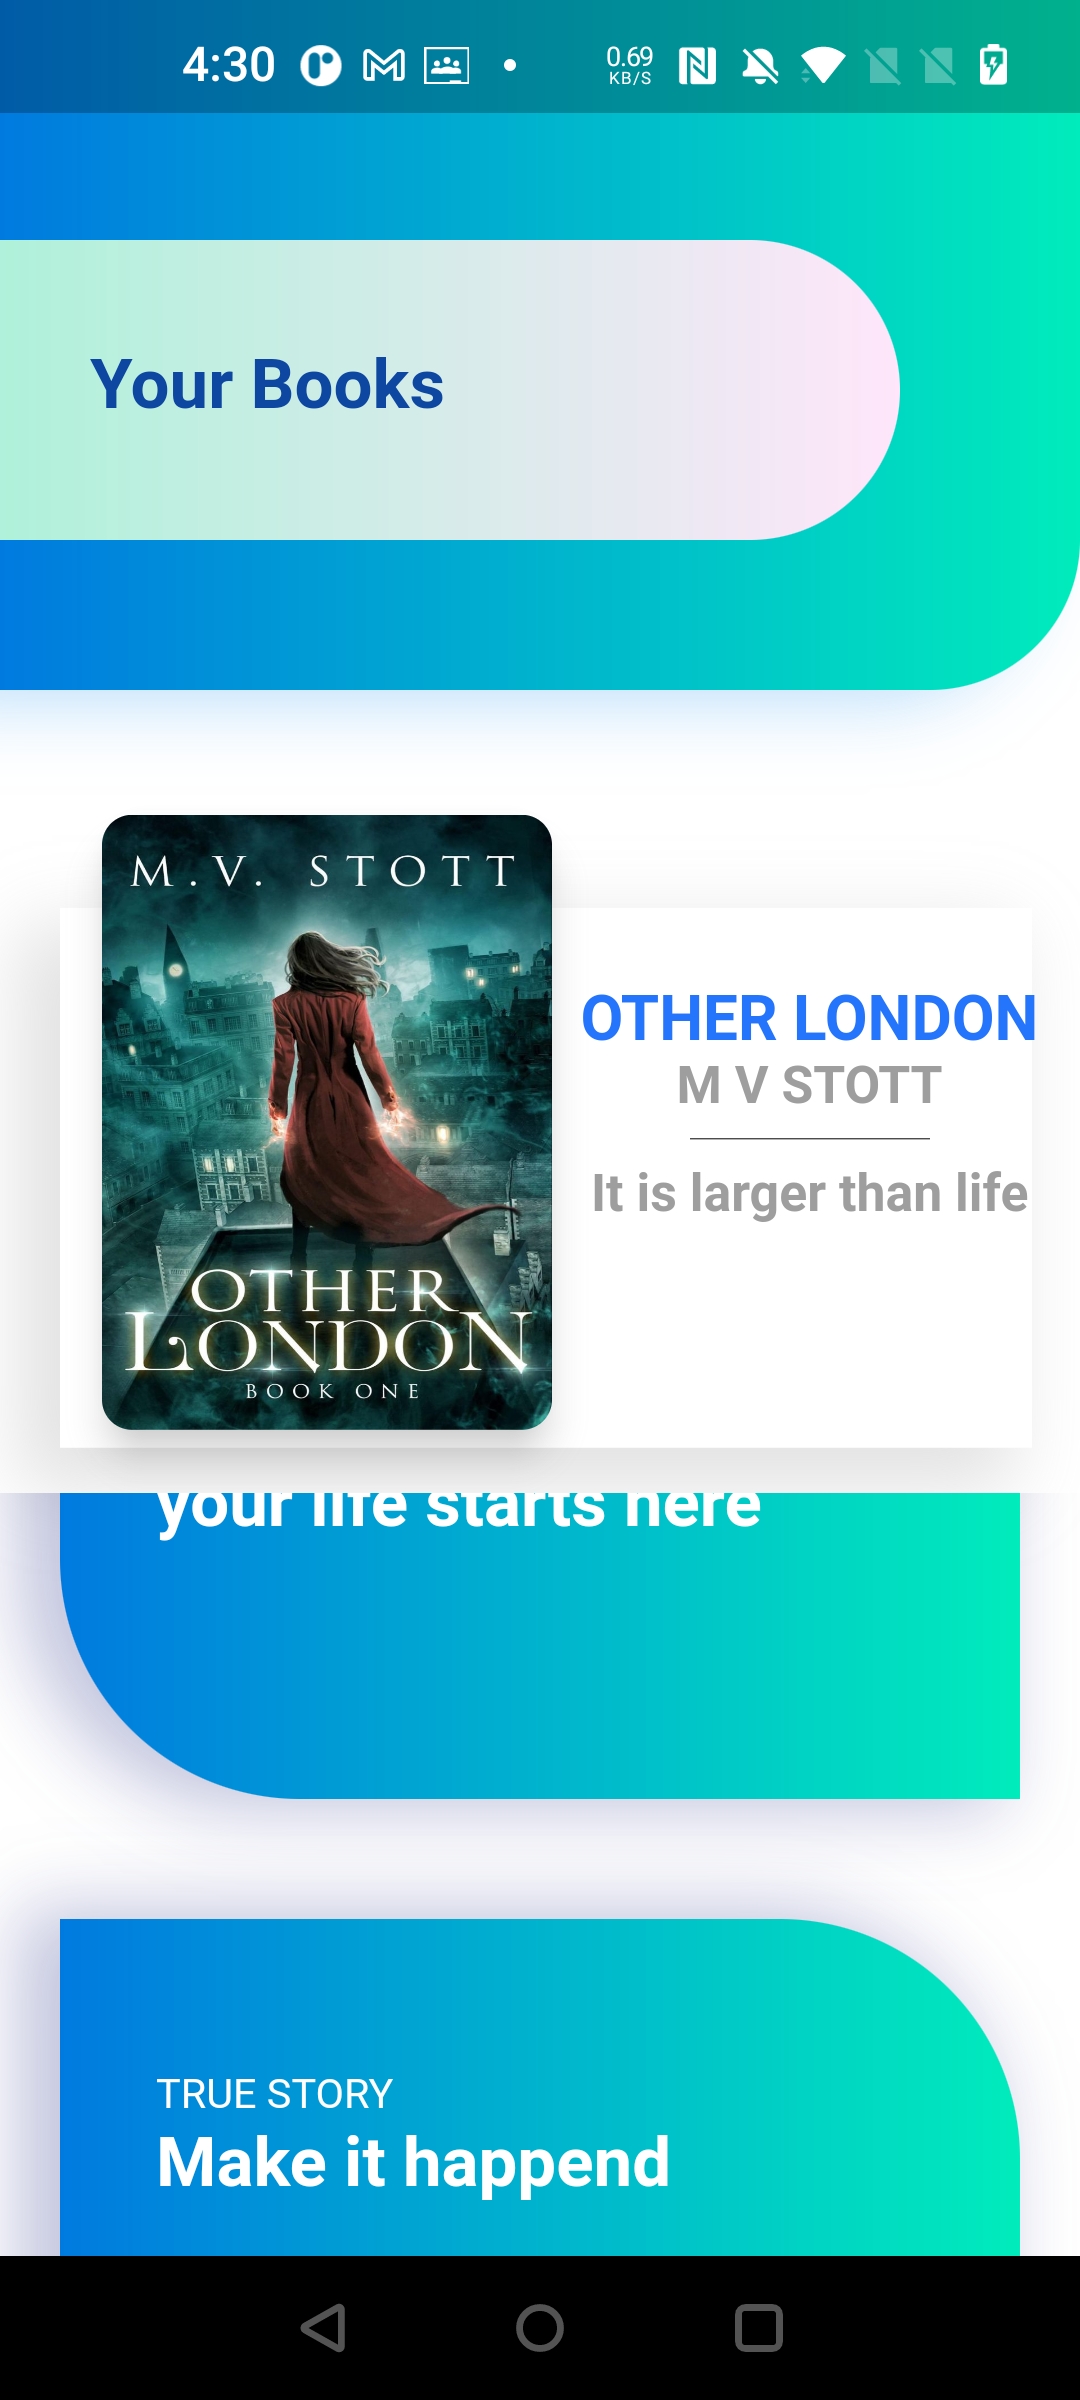 4:30
0.69
KB/S
Your Books
M.V. STOTT
OTHER
LONDON
BOOK ONE
OTHER LONDON
M V STOTT
It is larger than life
your life starts here
TRUE STORY
Make it happend